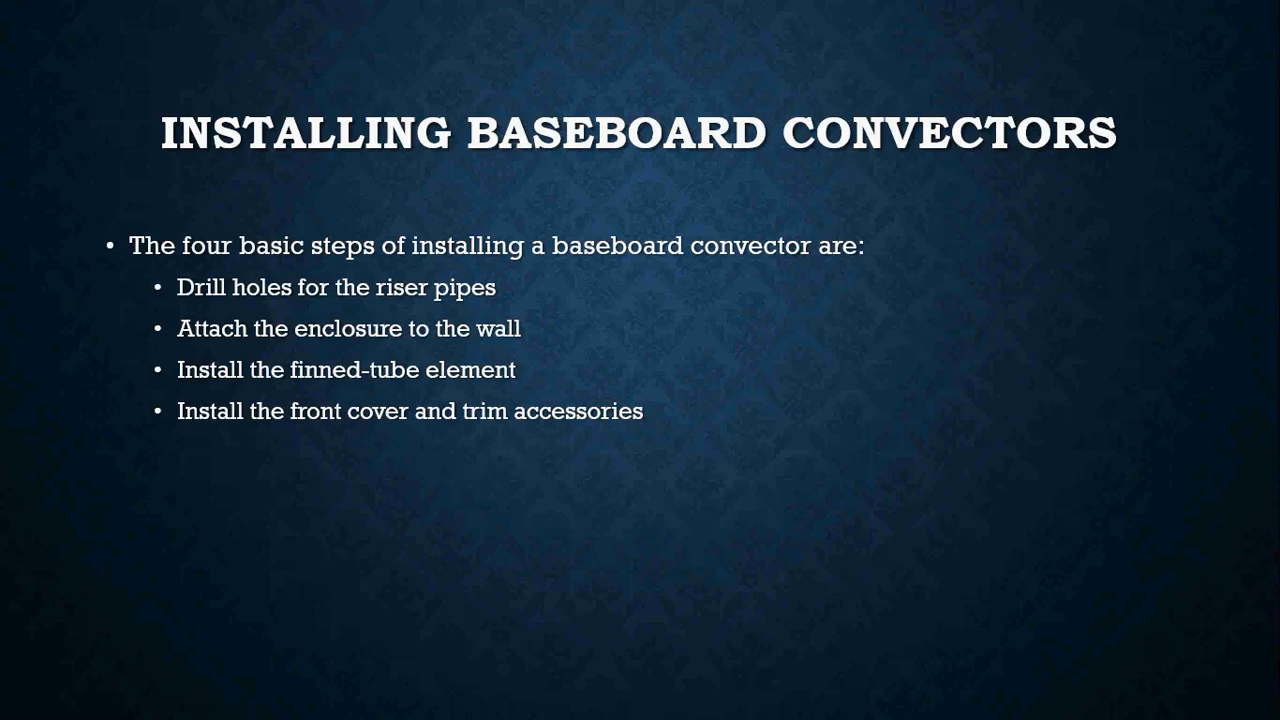 INSTALLING BASEBOARD CONVECTORS
• The four basic steps of installing a baseboard convector are:
• Drill holes for the riser pipes
• Attach the enclosure to the wall
• Install the finned-tube element
• Install the front cover and trim accessories